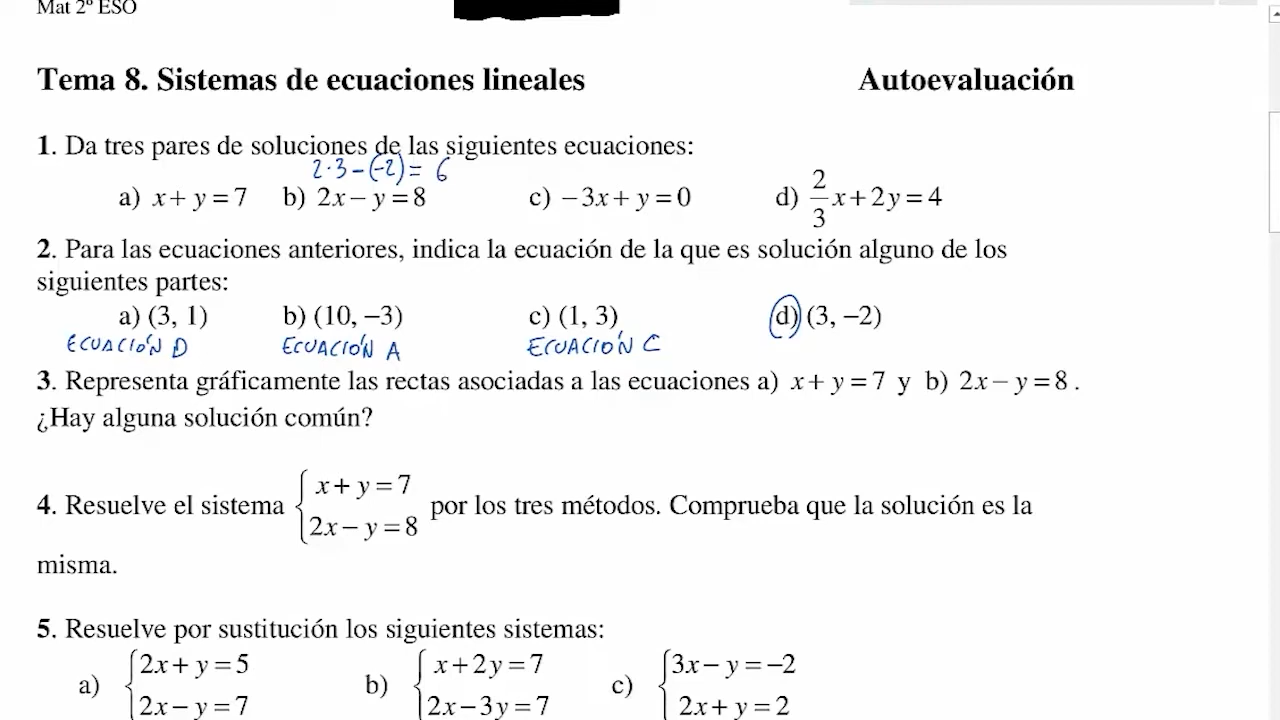 Mat 2º ESO
Tema 8. Sistemas de ecuaciones lineales Autoevaluación
1. Da tres pares de soluciones de las siguientes ecuaciones:
2·3-(-2)= 6
a) x + y = 7 b) 2x − y = 8 c) −3x + y = 0 d) 2/3 x + 2y = 4
2. Para las ecuaciones anteriores, indica la ecuación de la que es solución alguno de los
siguientes partes:
a) (3, 1) b) (10, −3) c) (1, 3) d) (3, −2)
ECUACIÓN D ECUACIÓN A ECUACIÓN C
3. Representa gráficamente las rectas asociadas a las ecuaciones a) x + y = 7 y b) 2x − y = 8 .
¿Hay alguna solución común?
4. Resuelve el sistema { x + y = 7 2x − y = 8 por los tres métodos. Comprueba que la solución es la
misma.
5. Resuelve por sustitución los siguientes sistemas:
a) { 2x + y = 5 2x − y = 7 b) { x + 2y = 7 2x − 3y = 7 c) { 3x − y = −2 2x + y = 2